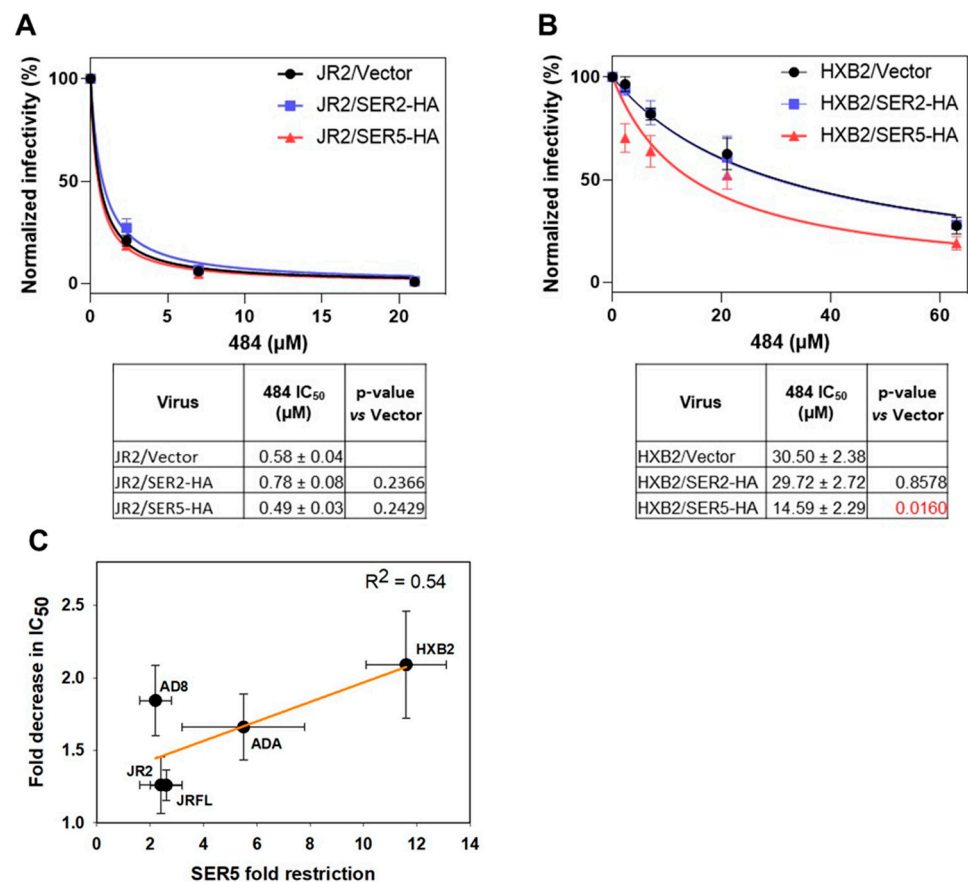 A
Normalized infectivity (%)
100
50
0
JR2/Vector
JR2/SER2-HA
JR2/SER5-HA
0 5 10 15 20
484 (µM)
Virus 484 IC50 (µM) p-value vs Vector
JR2/Vector 0.58 ± 0.04
JR2/SER2-HA 0.78 ± 0.08 0.2366
JR2/SER5-HA 0.49 ± 0.03 0.2429
B
Normalized infectivity (%)
100
50
0
HXB2/Vector
HXB2/SER2-HA
HXB2/SER5-HA
0 20 40 60
484 (µM)
Virus 484 IC50 (µM) p-value vs Vector
HXB2/Vector 30.50 ± 2.38
HXB2/SER2-HA 29.72 ± 2.72 0.8578
HXB2/SER5-HA 14.59 ± 2.29 0.0160
C
Fold decrease in IC50
2.5
2.0
1.5
1.0
R2 = 0.54
HXB2
AD8
ADA
JR2
JRFL
0 2 4 6 8 10 12 14
SER5 fold restriction